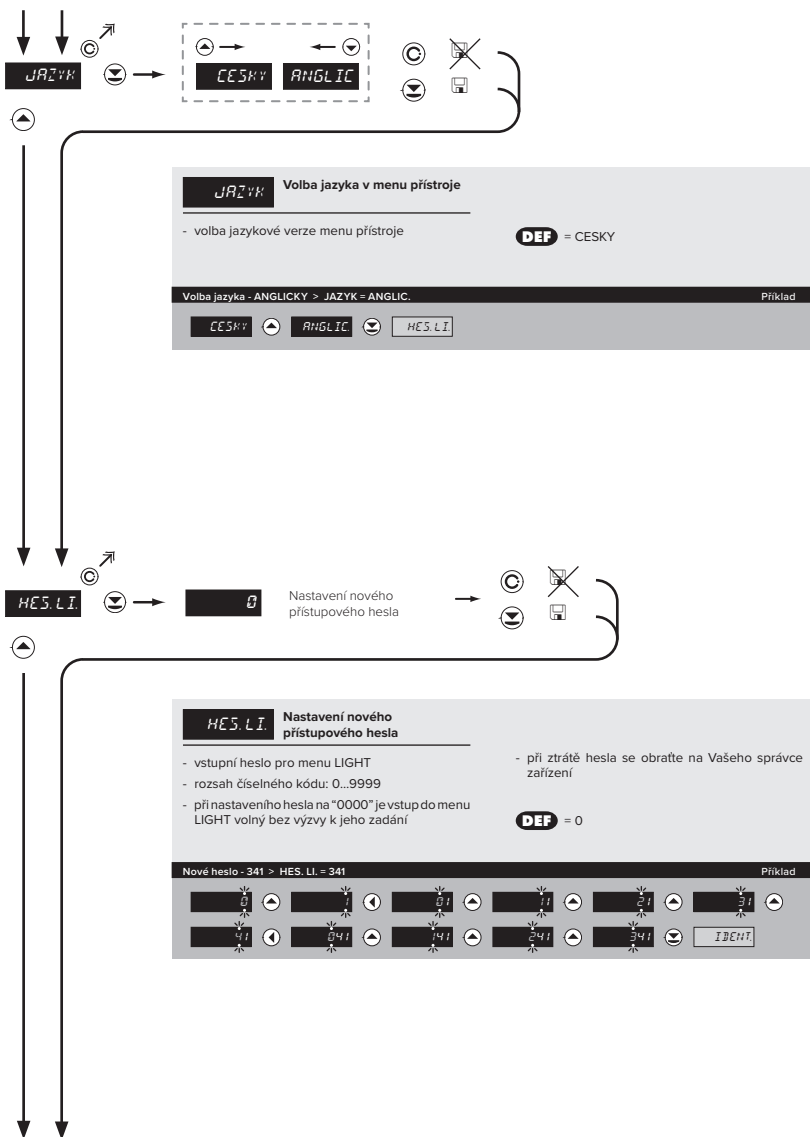 JAZYK
CESKY ANGLIC
JAZYK Volba jazyka v menu přístroje
- volba jazykové verze menu přístroje
DEF = CESKY
Volba jazyka - ANGLICKY > JAZYK = ANGLIC. Příklad
CESKY ANGLIC. HES. LI.
HES. LI.
0
Nastavení nového
přístupového hesla
HES. LI.
Nastavení nového
přístupového hesla
- vstupní heslo pro menu LIGHT
- rozsah číselného kódu: 0...9999
- při nastaveního hesla na “0000” je vstup do menu
LIGHT volný bez výzvy k jeho zadání
- při ztrátě hesla se obraťte na Vašeho správce
zařízení
DEF = 0
Nové heslo - 341 > HES. LI. = 341 Příklad
0 1 01 11 21 31
41 041 141 241 341 IDENT.